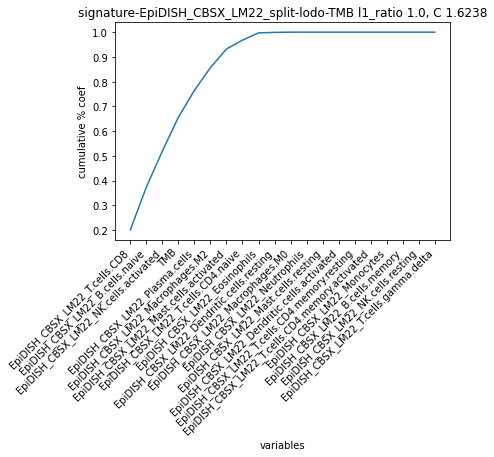 signature-EpiDISH_CBSX_LM22_split-lodo-TMB l1_ratio 1.0, C 1.6238
cumulative % coef
1.0
0.9
0.8
0.7
0.6
0.5
0.4
0.3
0.2
EpiDISH_CBSX_LM22_T.cells.CD8
EpiDISH_CBSX_LM22_B.cells.naive
EpiDISH_CBSX_LM22_NK.cells.activated
TMB
EpiDISH_CBSX_LM22_Plasma.cells
EpiDISH_CBSX_LM22_Macrophages.M2
EpiDISH_CBSX_LM22_Mast.cells.activated
EpiDISH_CBSX_LM22_T.cells.CD4.naive
EpiDISH_CBSX_LM22_Eosinophils
EpiDISH_CBSX_LM22_Dendritic.cells.resting
EpiDISH_CBSX_LM22_Macrophages.M0
EpiDISH_CBSX_LM22_Neutrophils
EpiDISH_CBSX_LM22_Mast.cells.resting
EpiDISH_CBSX_LM22_Dendritic.cells.activated
EpiDISH_CBSX_LM22_T.cells.CD4.memory.resting
EpiDISH_CBSX_LM22_T.cells.CD4.memory.activated
EpiDISH_CBSX_LM22_Monocytes
EpiDISH_CBSX_LM22_B.cells.memory
EpiDISH_CBSX_LM22_NK.cells.resting
EpiDISH_CBSX_LM22_T.cells.gamma.delta
variables